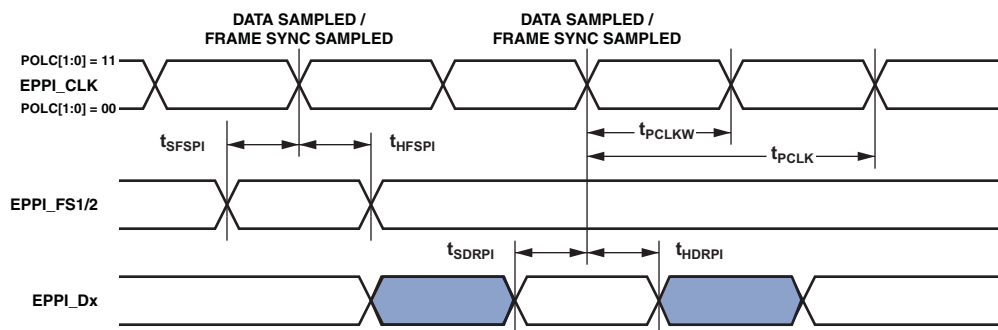 DATA SAMPLED /
FRAME SYNC SAMPLED
DATA SAMPLED /
FRAME SYNC SAMPLED
POLC[1:0] = 11
EPPI_CLK
POLC[1:0] = 00
tPCLKW
tSFSPI
tHFSPI
tPCLK
EPPI_FS1/2
tSDRPI
tHDRPI
EPPI_Dx